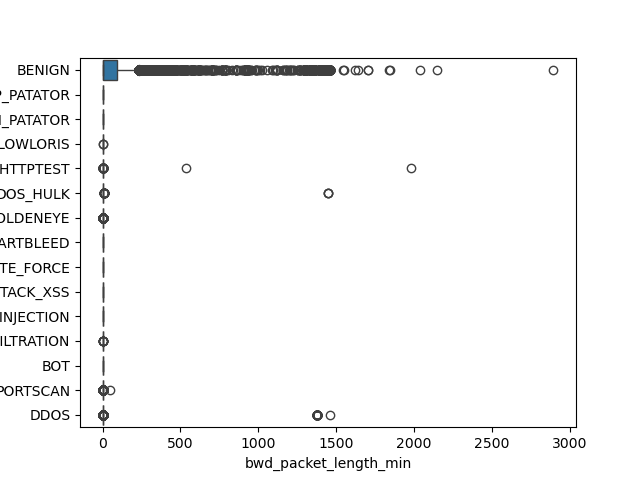 BENIGN
P_PATATOR
H_PATATOR
LOWLORIS
HTTPTEST
DOS_HULK
OLDENEYE
ARTBLEED
TE_FORCE
TACK_XSS
INJECTION
ILTRATION
BOT
PORTSCAN
DDOS
0 500 1000 1500 2000 2500 3000
bwd_packet_length_min